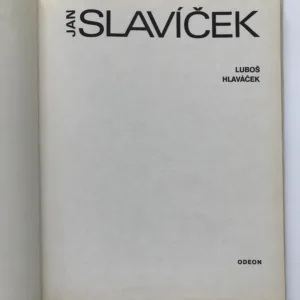 JAN SLAVÍČEK
LUBOŠ
HLAVÁČEK
ODEON